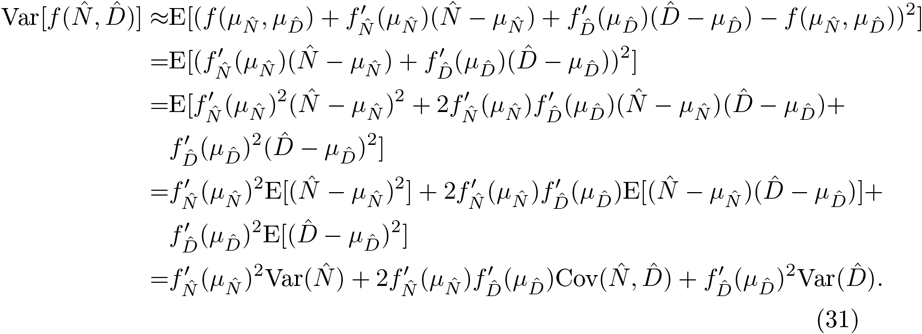 Var[f(N̂, D̂)] ≈E[(f(μ_N̂, μ_D̂) + f′_N̂(μ_N̂)(N̂ − μ_N̂) + f′_D̂(μ_D̂)(D̂ − μ_D̂) − f(μ_N̂, μ_D̂))²]
=E[(f′_N̂(μ_N̂)(N̂ − μ_N̂) + f′_D̂(μ_D̂)(D̂ − μ_D̂))²]
=E[f′_N̂(μ_N̂)²(N̂ − μ_N̂)² + 2f′_N̂(μ_N̂)f′_D̂(μ_D̂)(N̂ − μ_N̂)(D̂ − μ_D̂)+
f′_D̂(μ_D̂)²(D̂ − μ_D̂)²]
=f′_N̂(μ_N̂)²E[(N̂ − μ_N̂)²] + 2f′_N̂(μ_N̂)f′_D̂(μ_D̂)E[(N̂ − μ_N̂)(D̂ − μ_D̂)]+
f′_D̂(μ_D̂)²E[(D̂ − μ_D̂)²]
=f′_N̂(μ_N̂)²Var(N̂) + 2f′_N̂(μ_N̂)f′_D̂(μ_D̂)Cov(N̂, D̂) + f′_D̂(μ_D̂)²Var(D̂).
(31)